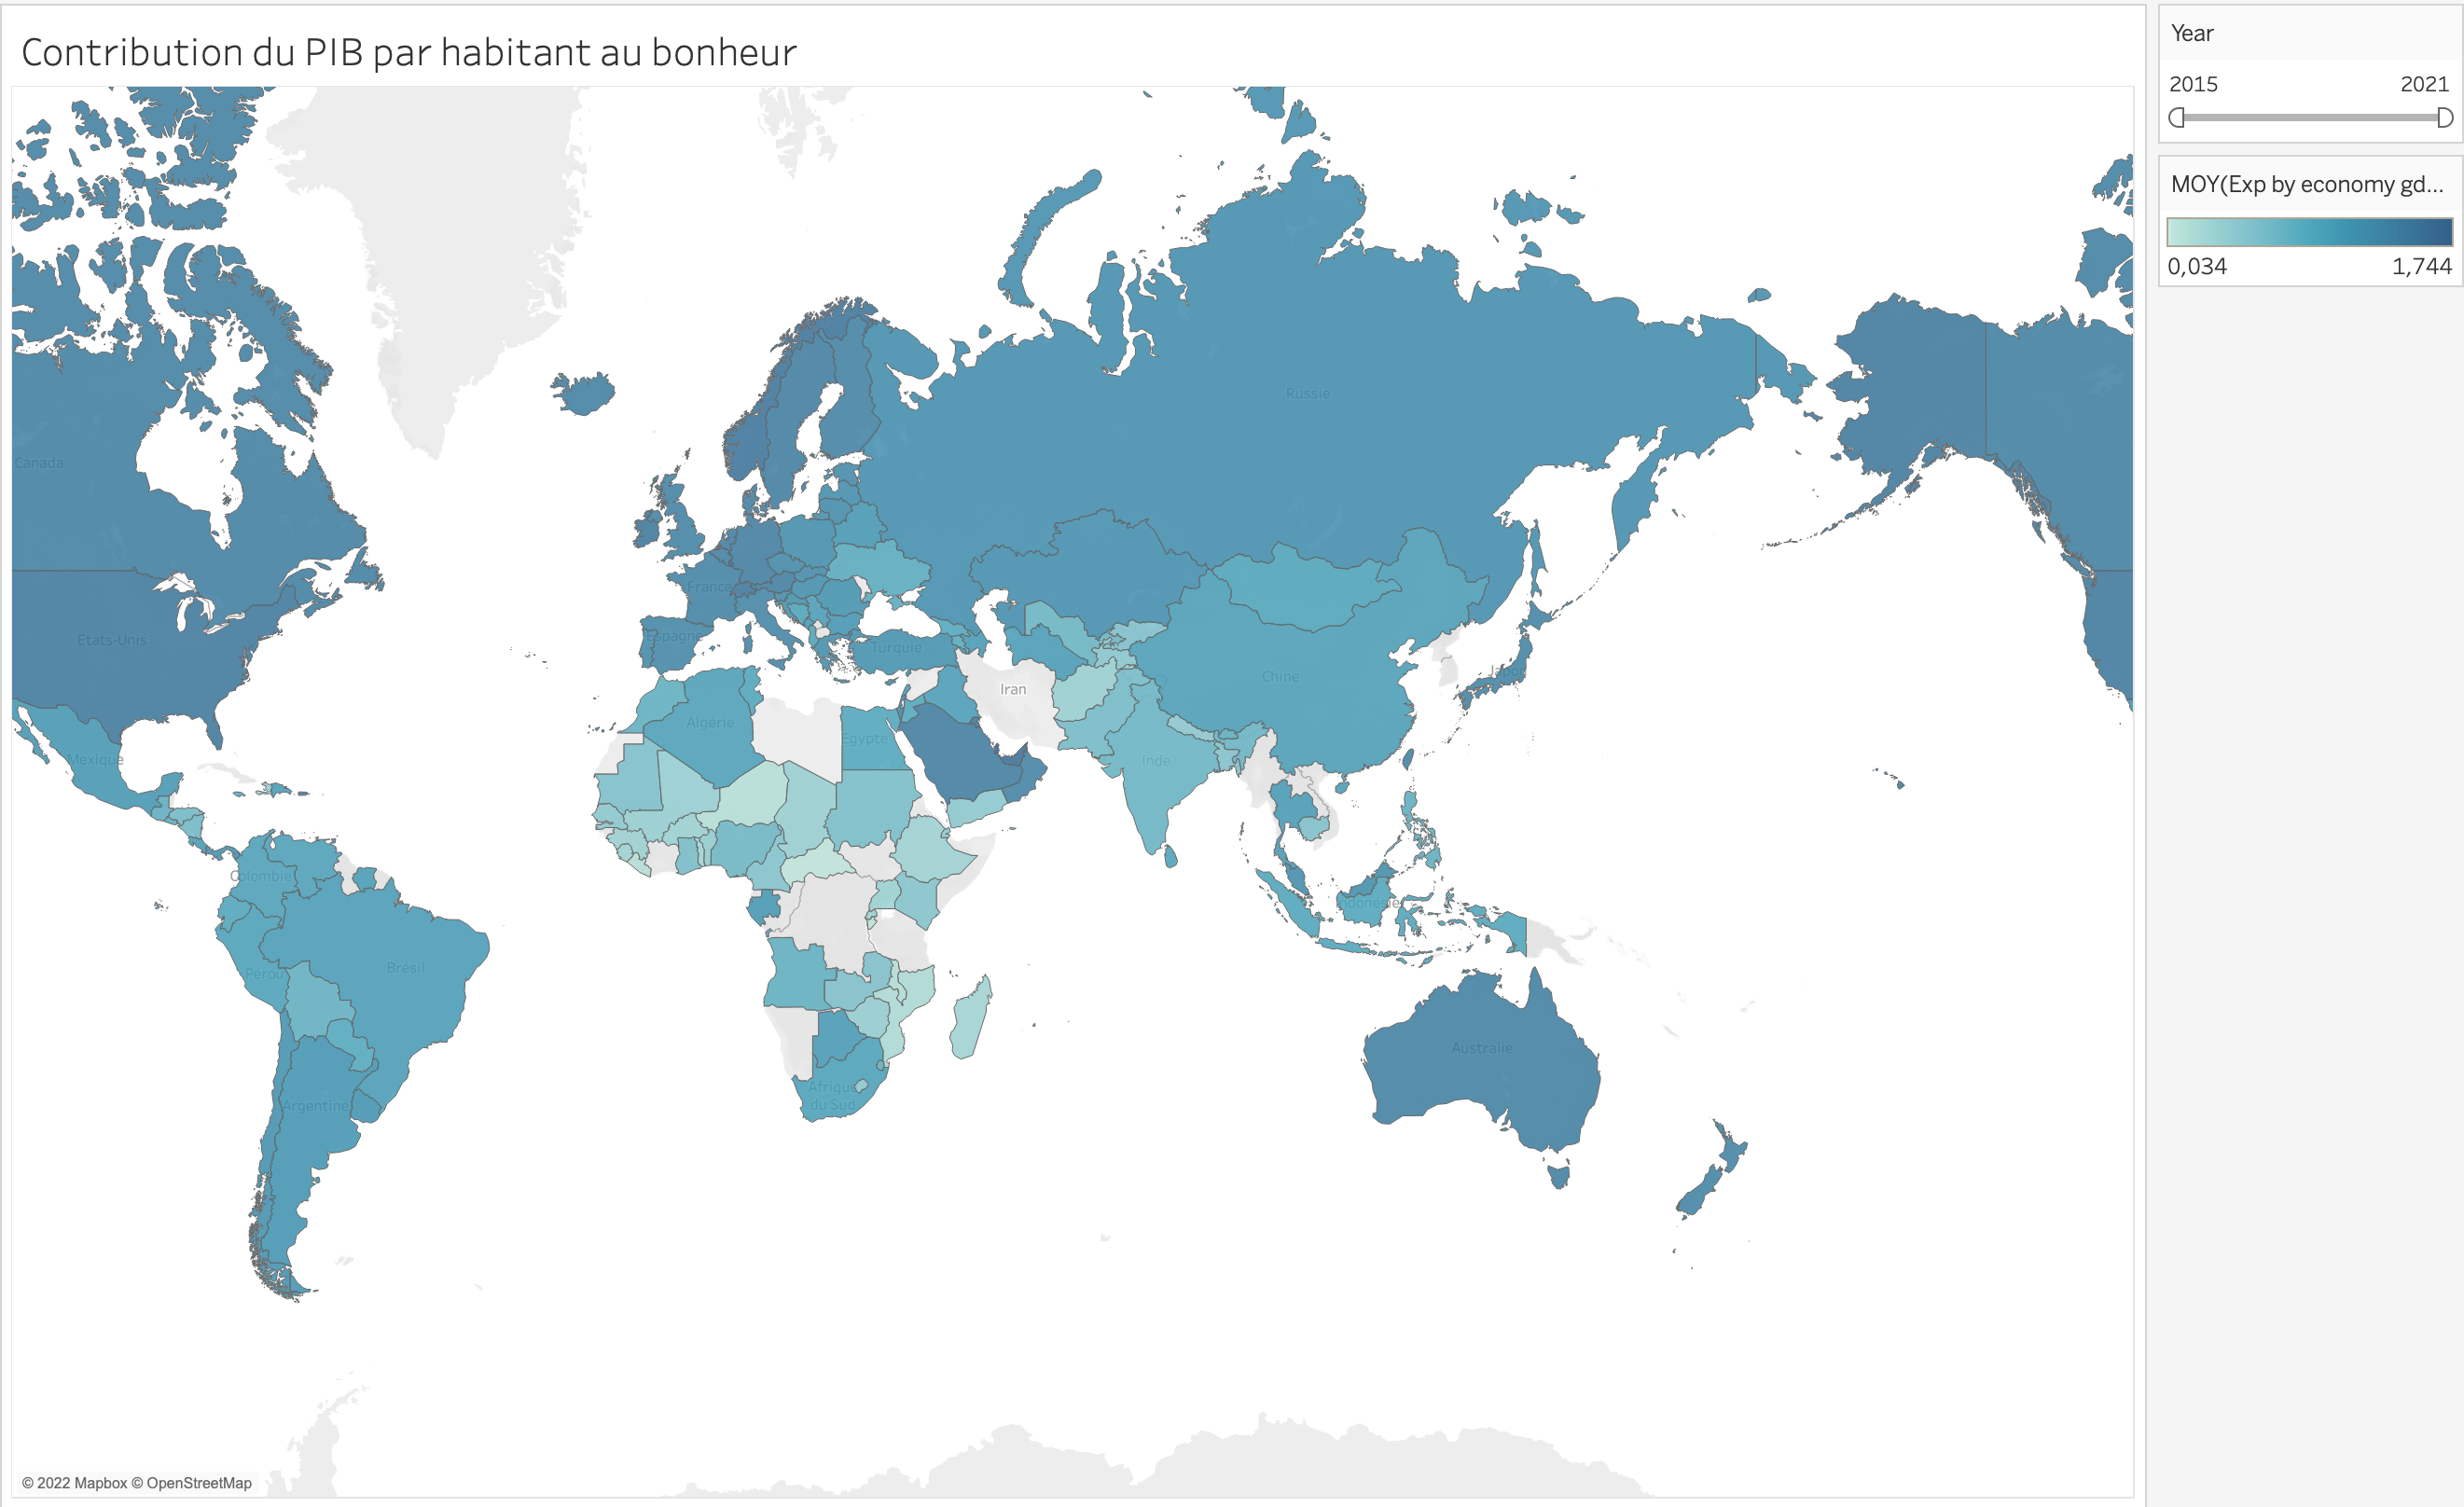 Contribution du PIB par habitant au bonheur
Year
2015 2021
MOY(Exp by economy gd...
0,034 1,744
Russie
Canada
France
Etats-Unis
Espagne
Turquie
Japon
Chine
Iran
Algérie
Egypte
Mexique
Inde
Colombie
Indonésie
Pérou
Brésil
Australie
Afrique
du Sud
Argentine
© 2022 Mapbox © OpenStreetMap